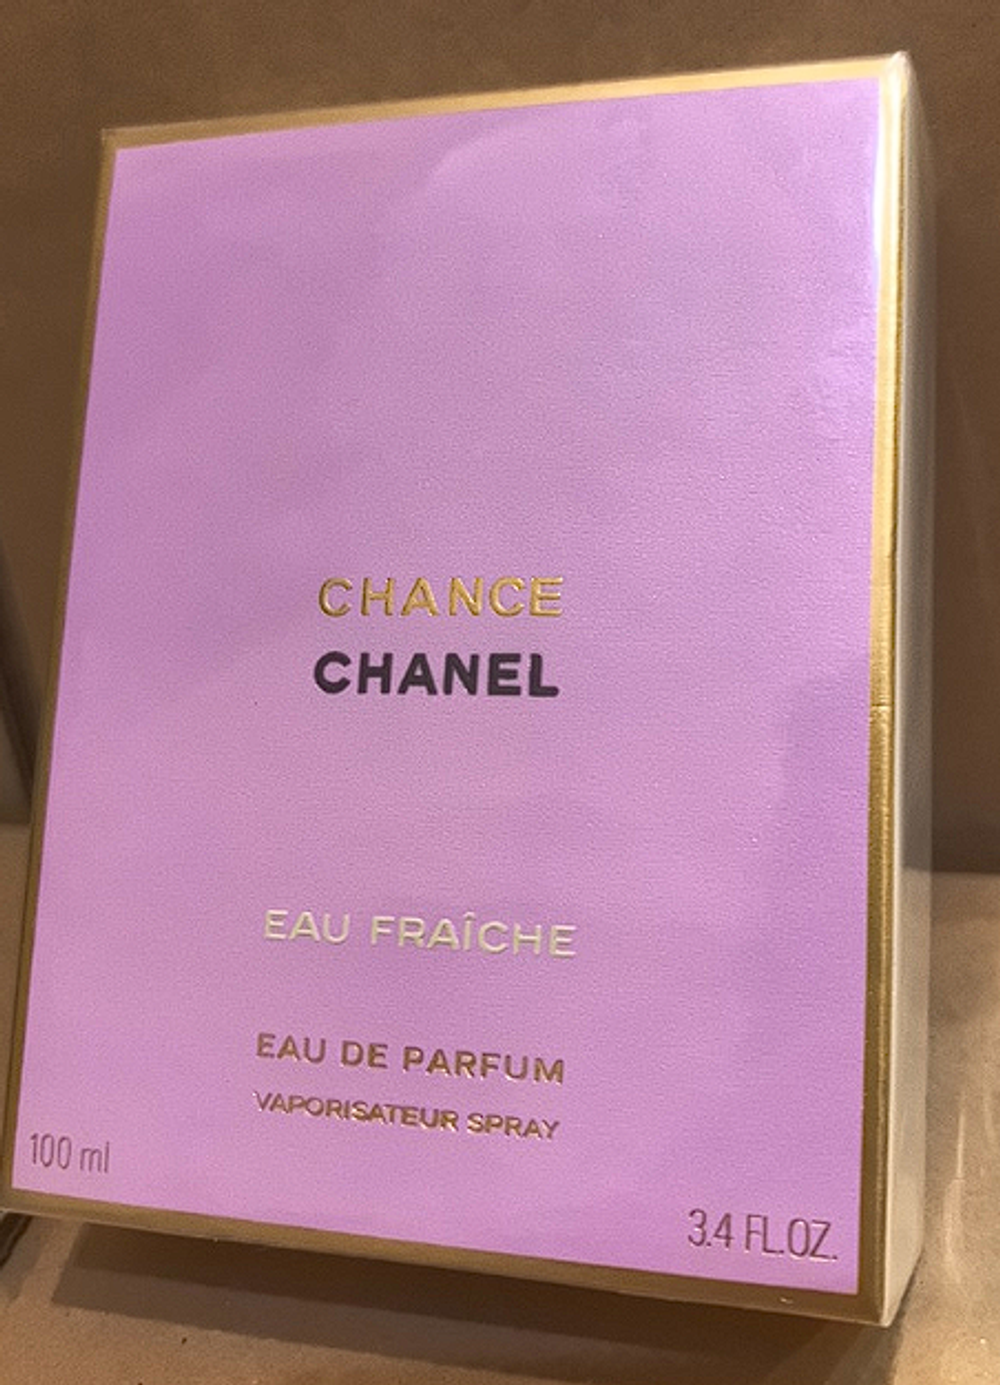 CHANCE
CHANEL
EAU FRAÎCHE
EAU DE PARFUM
VAPORISATEUR SPRAY
100 ml
3.4 FL.OZ.